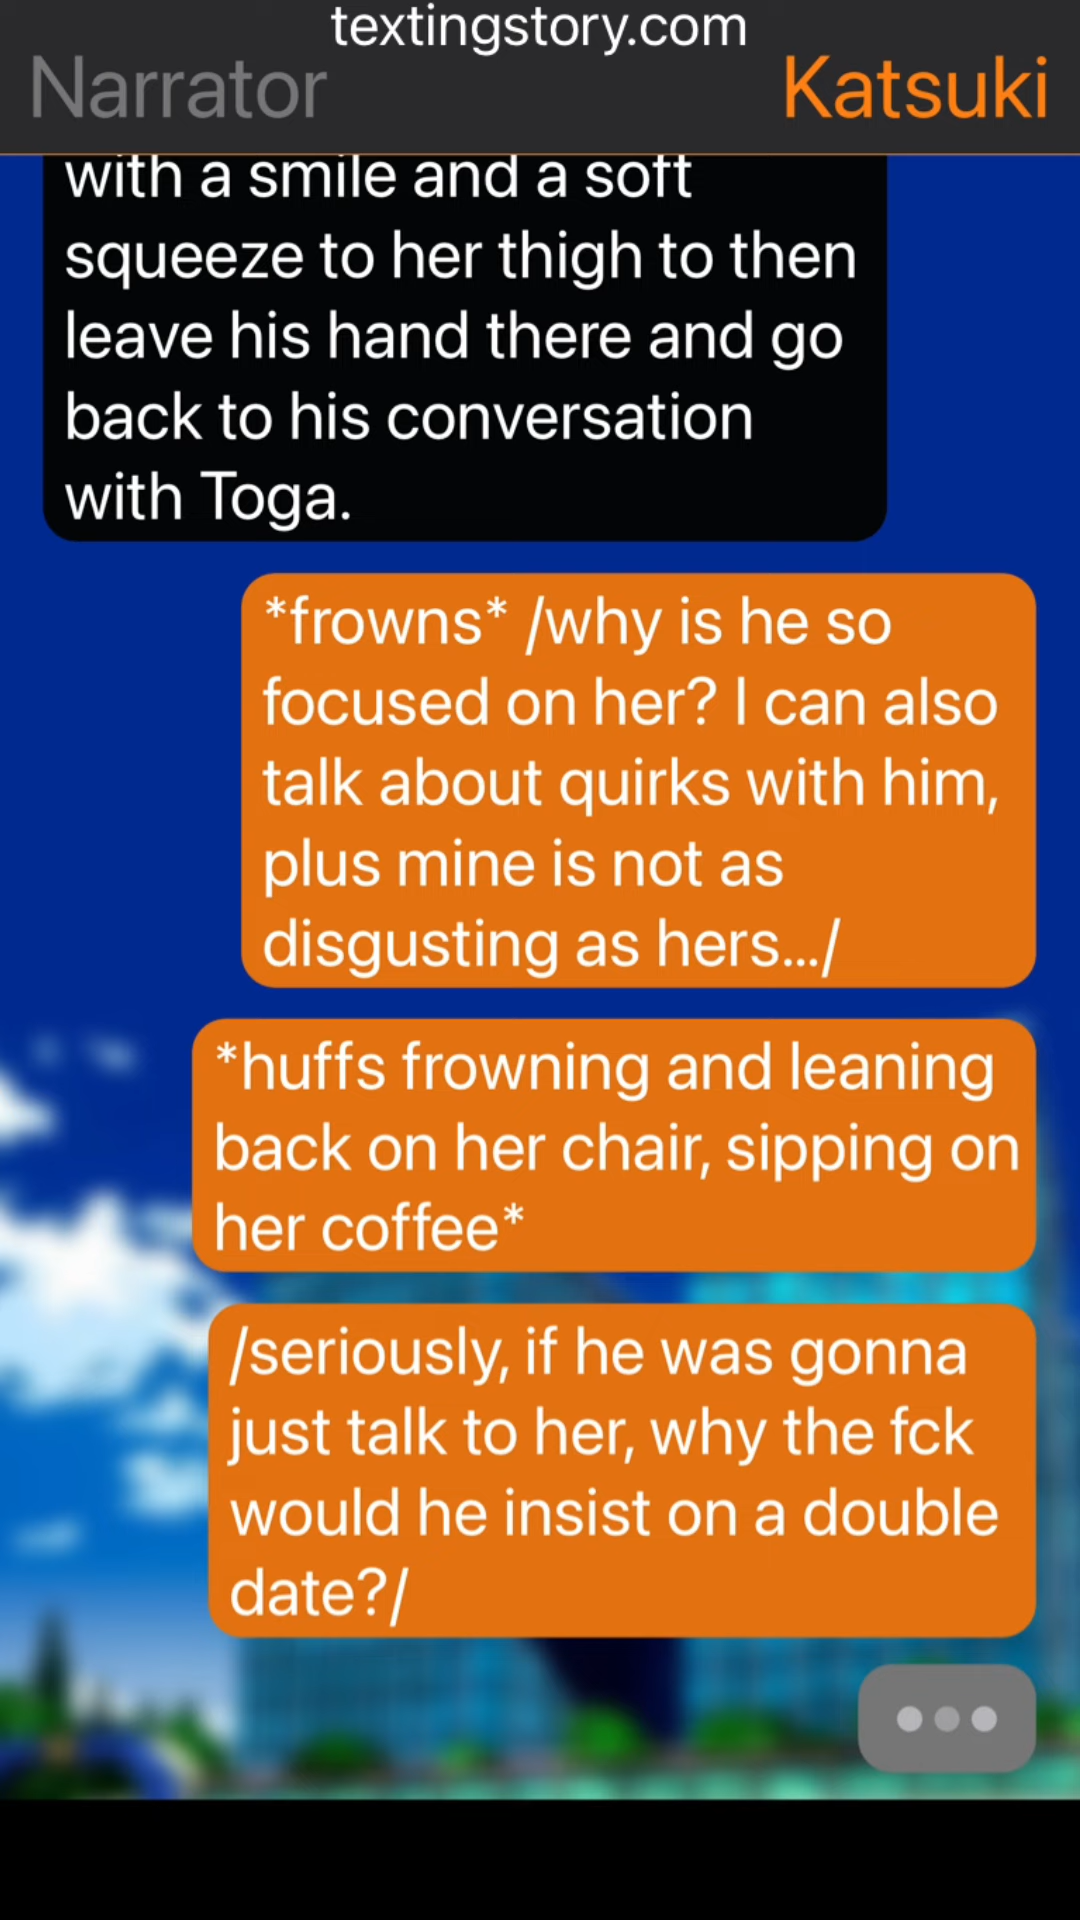 textingstory.com
Narrator
Katsuki
with a smile and a soft
squeeze to her thigh to then
leave his hand there and go
back to his conversation
with Toga.
*frowns* /why is he so
focused on her? I can also
talk about quirks with him,
plus mine is not as
disgusting as hers.../
*huffs frowning and leaning
back on her chair, sipping on
her coffee*
/seriously, if he was gonna
just talk to her, why the fck
would he insist on a double
date?/